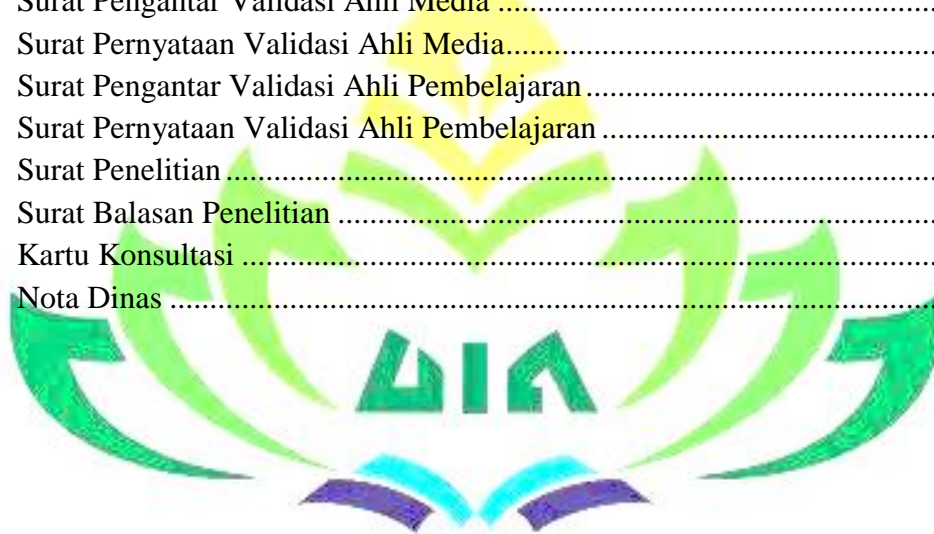 Surat Pengantar Validasi Ahli Media ..........................................................
Surat Pernyataan Validasi Ahli Media..........................................................
Surat Pengantar Validasi Ahli Pembelajaran ...............................................
Surat Pernyataan Validasi Ahli Pembelajaran .............................................
Surat Penelitian .............................................................................................
Surat Balasan Penelitian ...............................................................................
Kartu Konsultasi ...........................................................................................
Nota Dinas ....................................................................................................